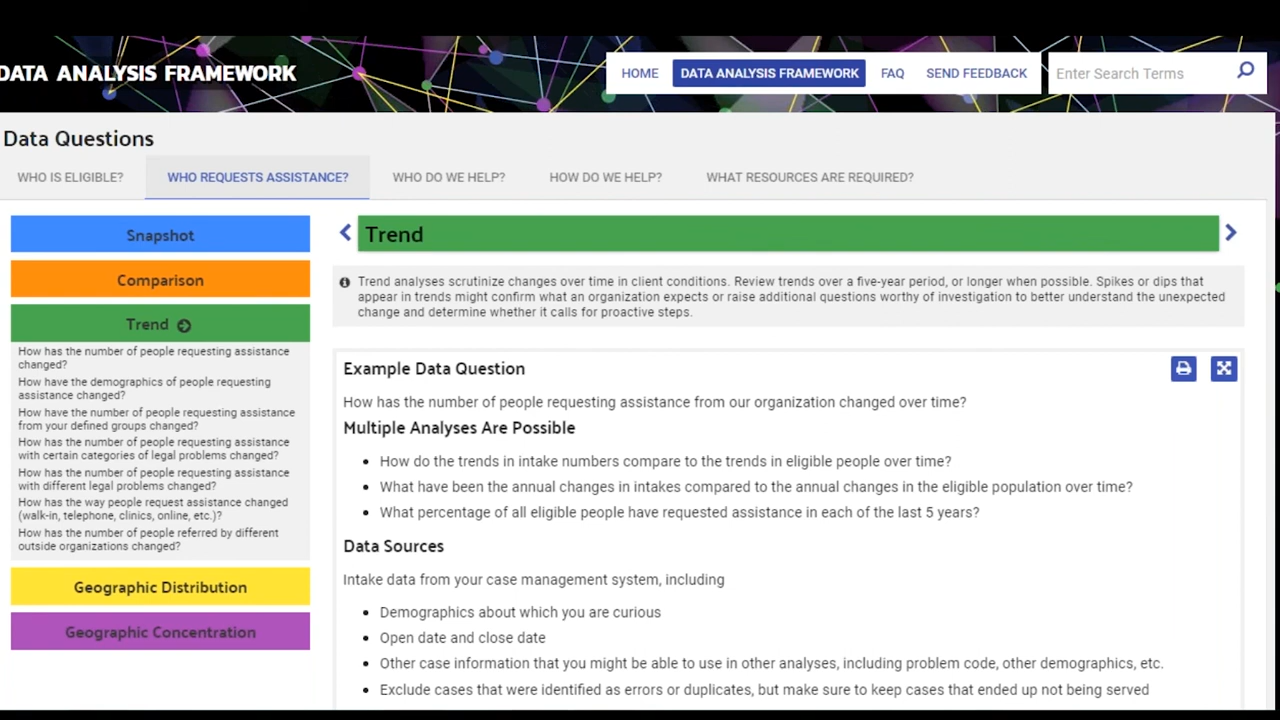 DATA ANALYSIS FRAMEWORK
HOME
DATA ANALYSIS FRAMEWORK
FAQ
SEND FEEDBACK
Enter Search Terms
Data Questions
WHO IS ELIGIBLE?
WHO REQUESTS ASSISTANCE?
WHO DO WE HELP?
HOW DO WE HELP?
WHAT RESOURCES ARE REQUIRED?
Snapshot
Comparison
Trend
How has the number of people requesting assistance
changed?
How have the demographics of people requesting
assistance changed?
How have the number of people requesting assistance
from your defined groups changed?
How has the number of people requesting assistance
with certain categories of legal problems changed?
How has the number of people requesting assistance
with different legal problems changed?
How has the way people request assistance changed
(walk-in, telephone, clinics, online, etc.)?
How has the number of people referred by different
outside organizations changed?
Geographic Distribution
Geographic Concentration
Trend
Trend analyses scrutinize changes over time in client conditions. Review trends over a five-year period, or longer when possible. Spikes or dips that
appear in trends might confirm what an organization expects or raise additional questions worthy of investigation to better understand the unexpected
change and determine whether it calls for proactive steps.
Example Data Question
How has the number of people requesting assistance from our organization changed over time?
Multiple Analyses Are Possible
• How do the trends in intake numbers compare to the trends in eligible people over time?
• What have been the annual changes in intakes compared to the annual changes in the eligible population over time?
• What percentage of all eligible people have requested assistance in each of the last 5 years?
Data Sources
Intake data from your case management system, including
• Demographics about which you are curious
• Open date and close date
• Other case information that you might be able to use in other analyses, including problem code, other demographics, etc.
• Exclude cases that were identified as errors or duplicates, but make sure to keep cases that ended up not being served